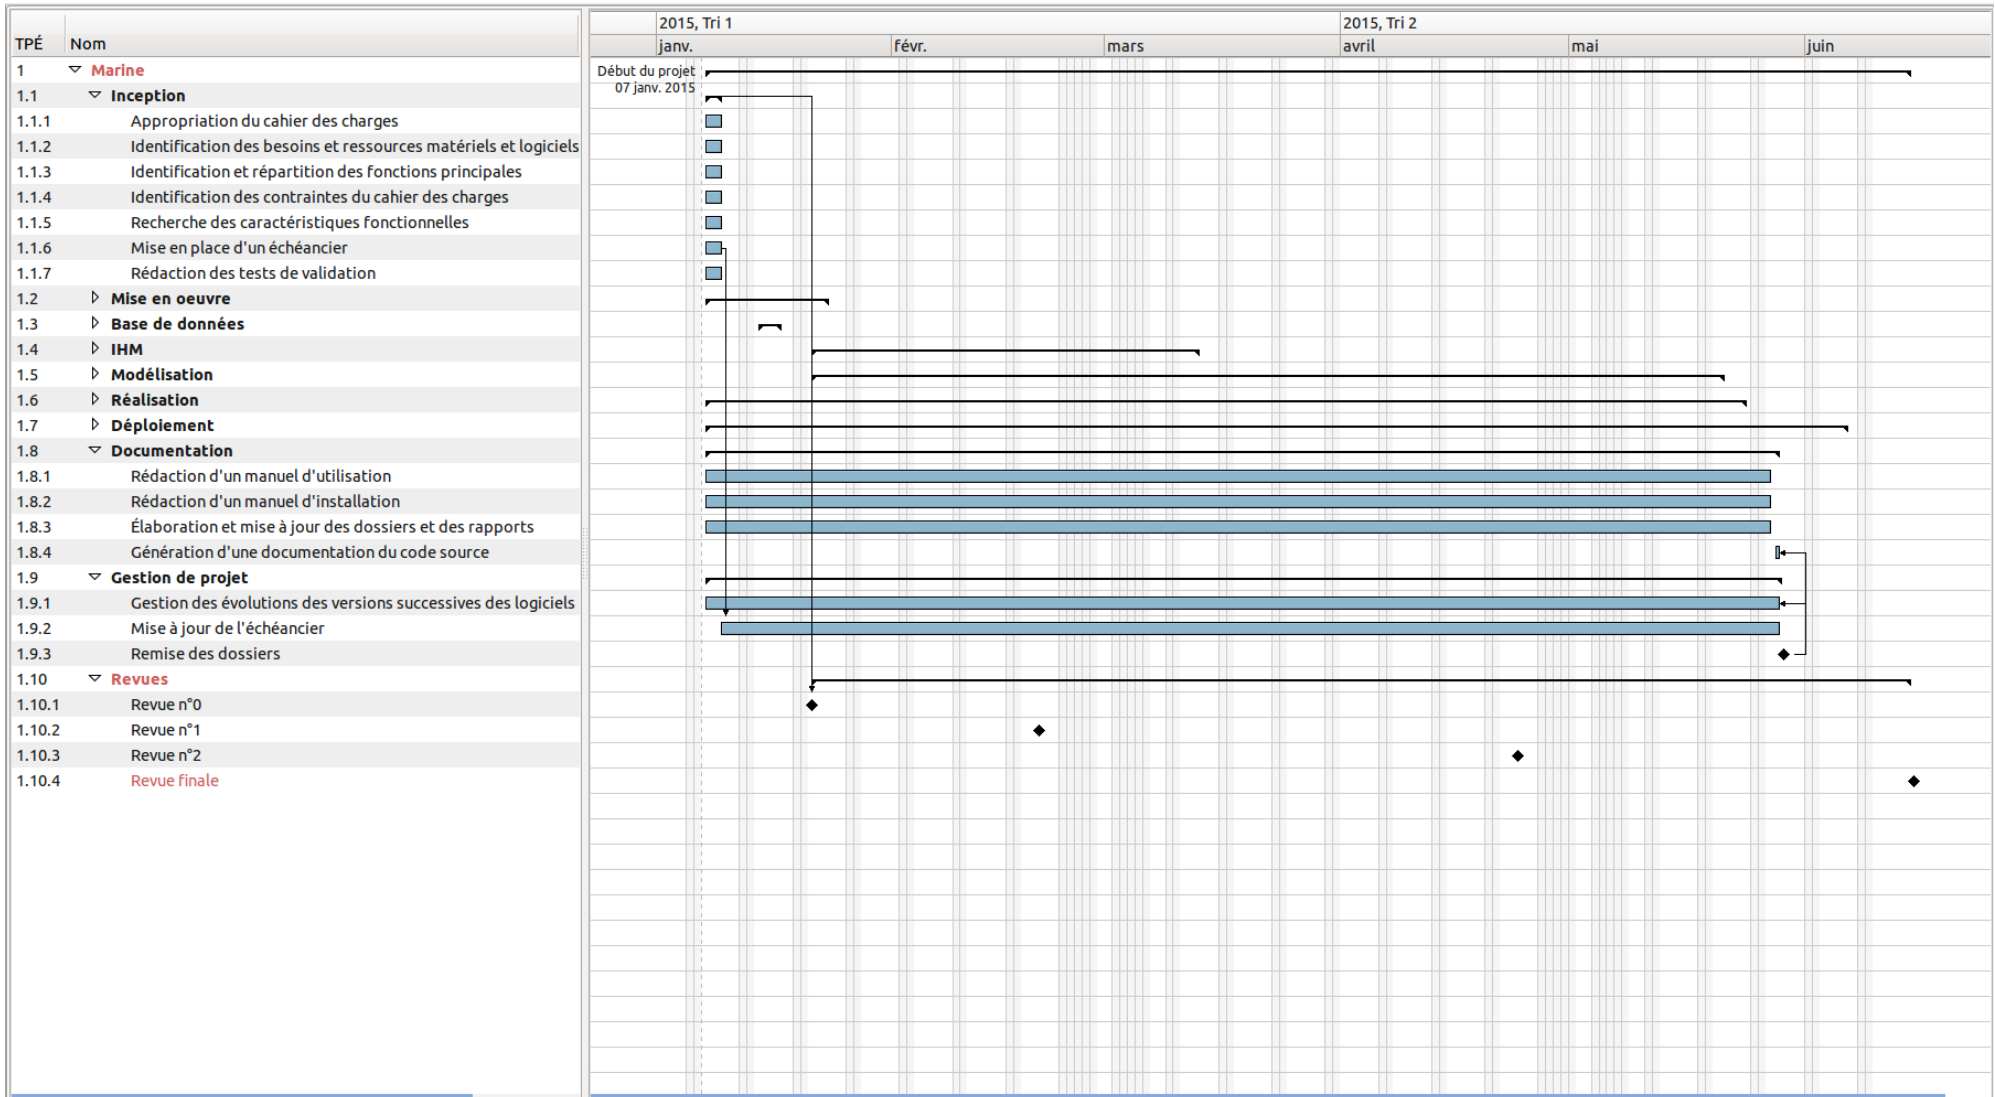 2015, Tri 1 2015, Tri 2
TPÉ Nom janv. févr. mars avril mai juin
1 Marine
Début du projet
07 janv. 2015
1.1 Inception
1.1.1 Appropriation du cahier des charges
1.1.2 Identification des besoins et ressources matériels et logiciels
1.1.3 Identification et répartition des fonctions principales
1.1.4 Identification des contraintes du cahier des charges
1.1.5 Recherche des caractéristiques fonctionnelles
1.1.6 Mise en place d'un échéancier
1.1.7 Rédaction des tests de validation
1.2 Mise en oeuvre
1.3 Base de données
1.4 IHM
1.5 Modélisation
1.6 Réalisation
1.7 Déploiement
1.8 Documentation
1.8.1 Rédaction d'un manuel d'utilisation
1.8.2 Rédaction d'un manuel d'installation
1.8.3 Élaboration et mise à jour des dossiers et des rapports
1.8.4 Génération d'une documentation du code source
1.9 Gestion de projet
1.9.1 Gestion des évolutions des versions successives des logiciels
1.9.2 Mise à jour de l'échéancier
1.9.3 Remise des dossiers
1.10 Revues
1.10.1 Revue n°0
1.10.2 Revue n°1
1.10.3 Revue n°2
1.10.4 Revue finale